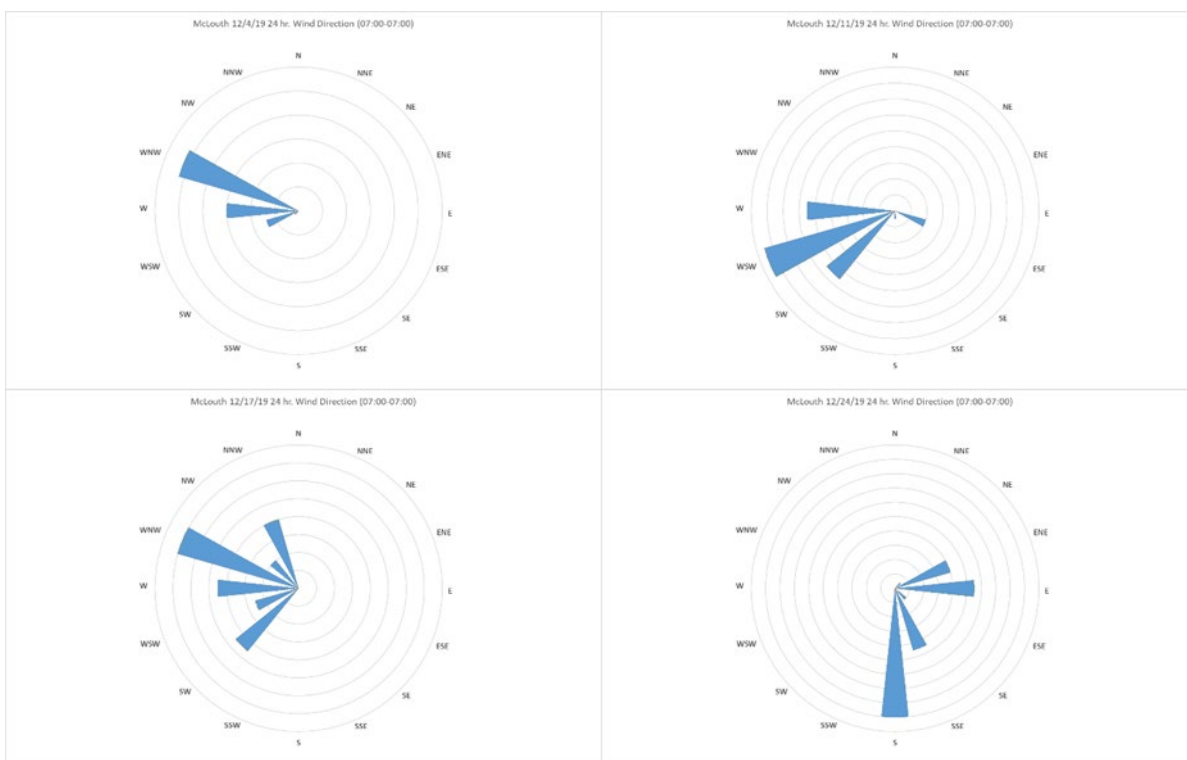 McLouth 12/4/19 24 hr. Wind Direction (07:00-07:00)
N
NNW NNE
NW NE
WNW ENE
W E
WSW ESE
SW SE
SSW SSE
S
McLouth 12/11/19 24 hr. Wind Direction (07:00-07:00)
N
NNW NNE
NW NE
WNW ENE
W E
WSW ESE
SW SE
SSW SSE
S
McLouth 12/17/19 24 hr. Wind Direction (07:00-07:00)
N
NNW NNE
NW NE
WNW ENE
W E
WSW ESE
SW SE
SSW SSE
S
McLouth 12/24/19 24 hr. Wind Direction (07:00-07:00)
N
NNW NNE
NW NE
WNW ENE
W E
WSW ESE
SW SE
SSW SSE
S